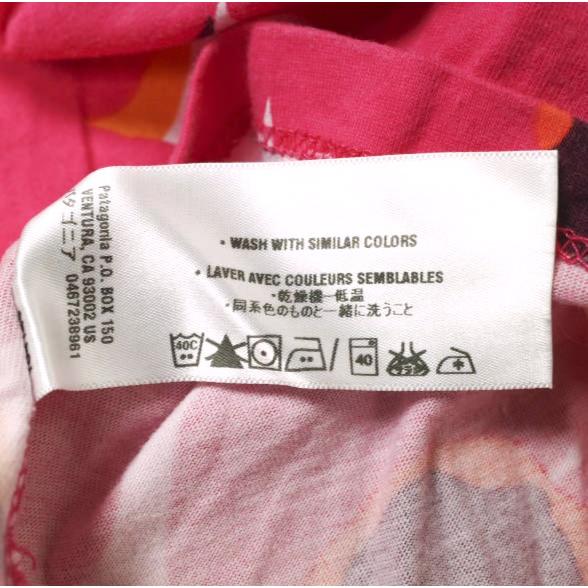 Patagonia P.O. BOX 150
VENTURA, CA 93002 US
パタゴニア 0467238961
• WASH WITH SIMILAR COLORS
• LAVER AVEC COULEURS SEMBLABLES
・乾燥機-低温
・同系色のものと一緒に洗うこと
40C
40